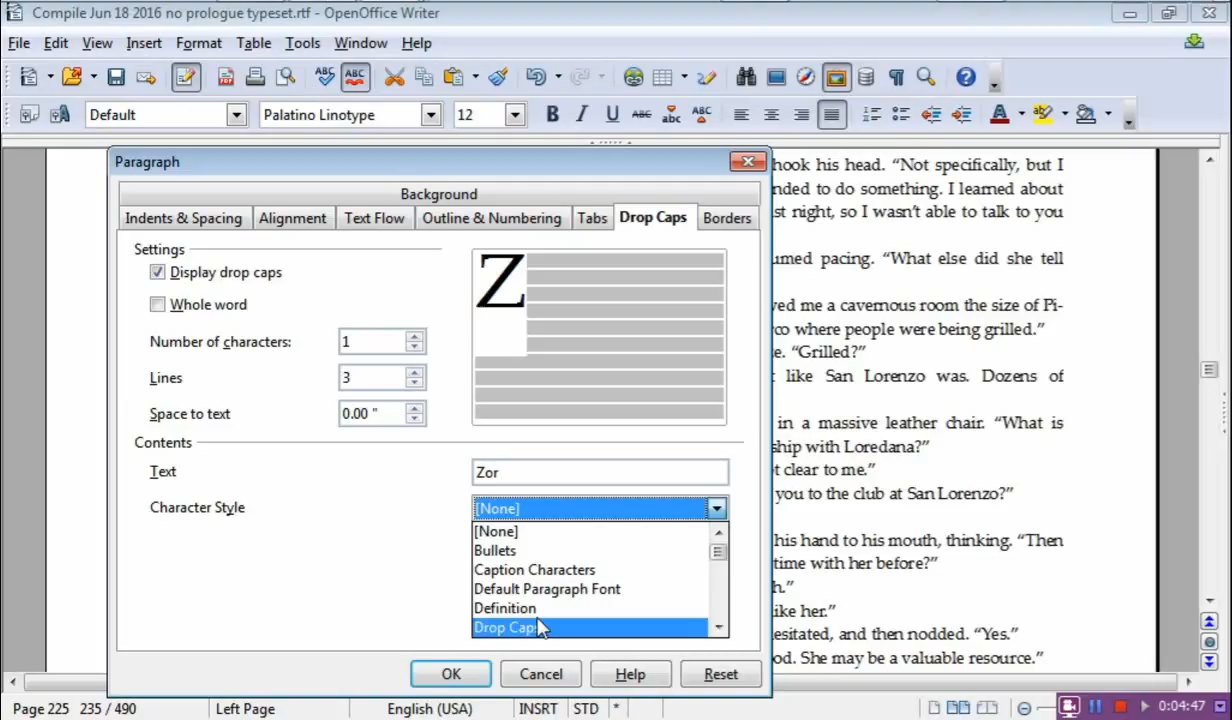 Compile Jun 18 2016 no prologue typeset.rtf - OpenOffice Writer
File Edit View Insert Format Table Tools Window Help
Default Palatino Linotype 12
Paragraph
Background
Indents & Spacing Alignment Text Flow Outline & Numbering Tabs Drop Caps Borders
Settings
Display drop caps
Whole word
Number of characters: 1
Lines 3
Space to text 0.00 "
Z
Contents
Text Zor
Character Style [None]
[None]
Bullets
Caption Characters
Default Paragraph Font
Definition
Drop Caps
OK Cancel Help Reset
hook his head. “Not specifically, but I
nded to do something. I learned about
st night, so I wasn’t able to talk to you
umed pacing. “What else did she tell
ved me a cavernous room the size of Pi-
rco where people were being grilled.”
e. “Grilled?”
t like San Lorenzo was. Dozens of
in a massive leather chair. “What is
ship with Loredana?”
t clear to me.”
you to the club at San Lorenzo?”
his hand to his mouth, thinking. “Then
time with her before?”
h.”
ike her.”
esitated, and then nodded. “Yes.”
ood. She may be a valuable resource.”
Page 225 235 / 490 Left Page English (USA) INSRT STD * 0:04:47